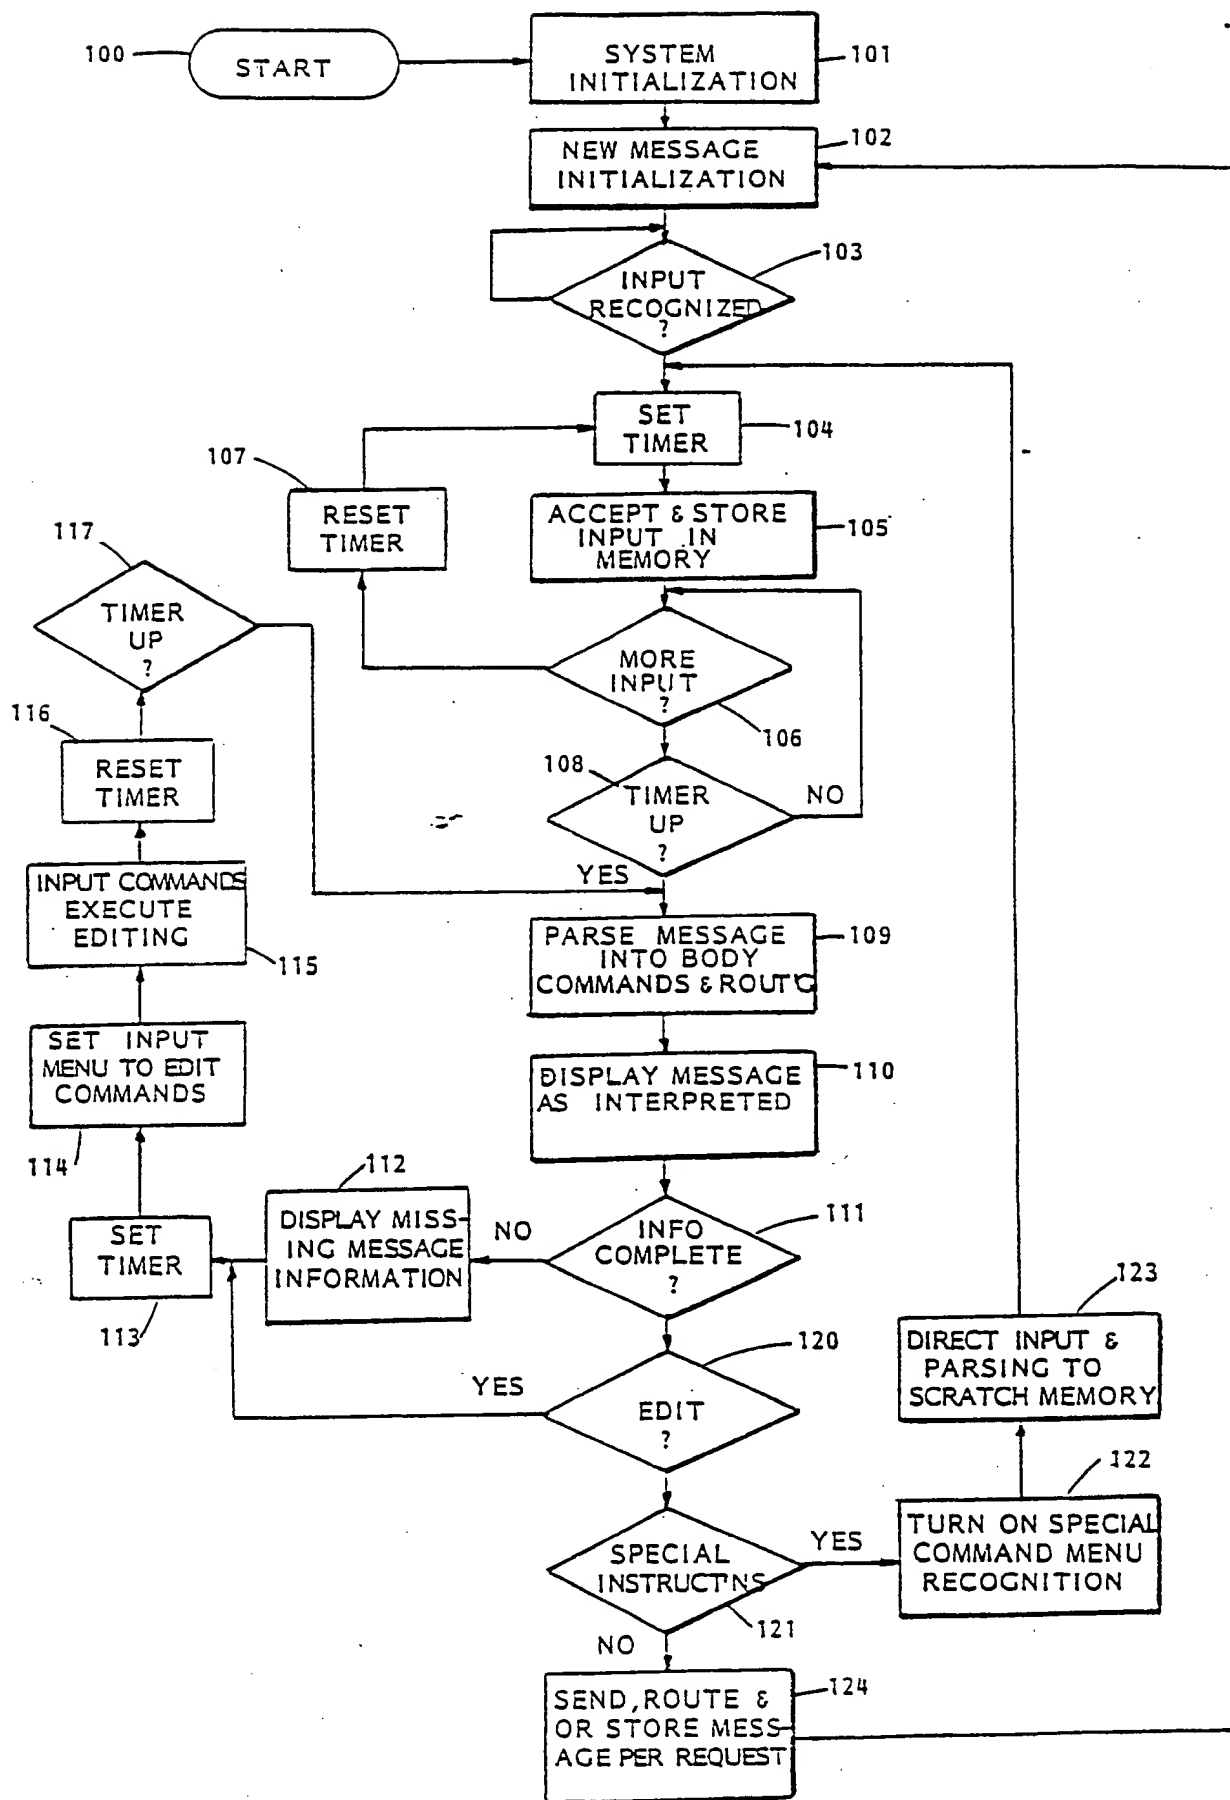 100
START
SYSTEM
INITIALIZATION
101
NEW MESSAGE
INITIALIZATION
102
INPUT
RECOGNIZED
?
103
SET
TIMER
104
107
RESET
TIMER
ACCEPT & STORE
INPUT IN
MEMORY
105
117
TIMER
UP
?
MORE
INPUT
?
106
116
RESET
TIMER
108
TIMER
UP
?
NO
YES
INPUT COMMANDS
EXECUTE
EDITING
115
PARSE MESSAGE
INTO BODY
COMMANDS & ROUT'G
109
SET INPUT
MENU TO EDIT
COMMANDS
114
DISPLAY MESSAGE
AS INTERPRETED
110
112
SET
TIMER
113
DISPLAY MISS-
ING MESSAGE
INFORMATION
NO
INFO
COMPLETE
?
111
123
DIRECT INPUT &
PARSING TO
SCRATCH MEMORY
YES
EDIT
?
120
122
TURN ON SPECIAL
COMMAND MENU
RECOGNITION
SPECIAL
INSTRUCT'NS
YES
121
NO
SEND, ROUTE &
OR STORE MESS-
AGE PER REQUEST
124